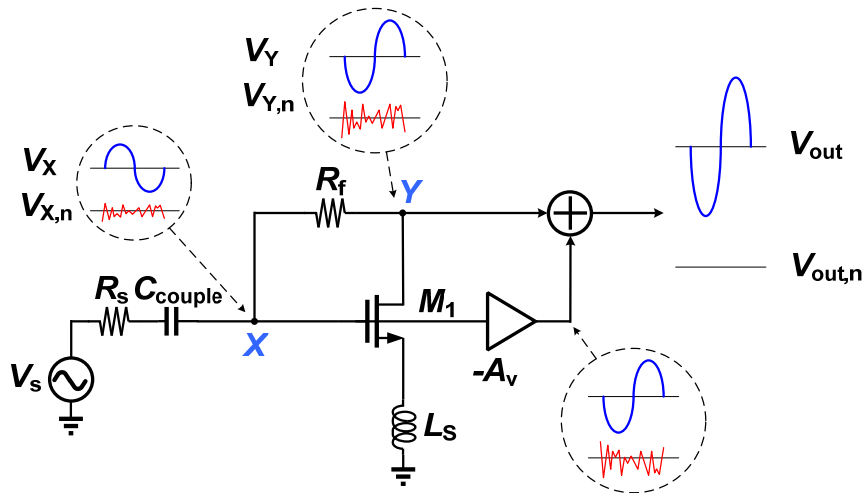 V_Y
V_Y,n
V_X
V_X,n
R_f
Y
V_out
V_out,n
R_s C_couple
X
M_1
-A_v
V_s
L_S